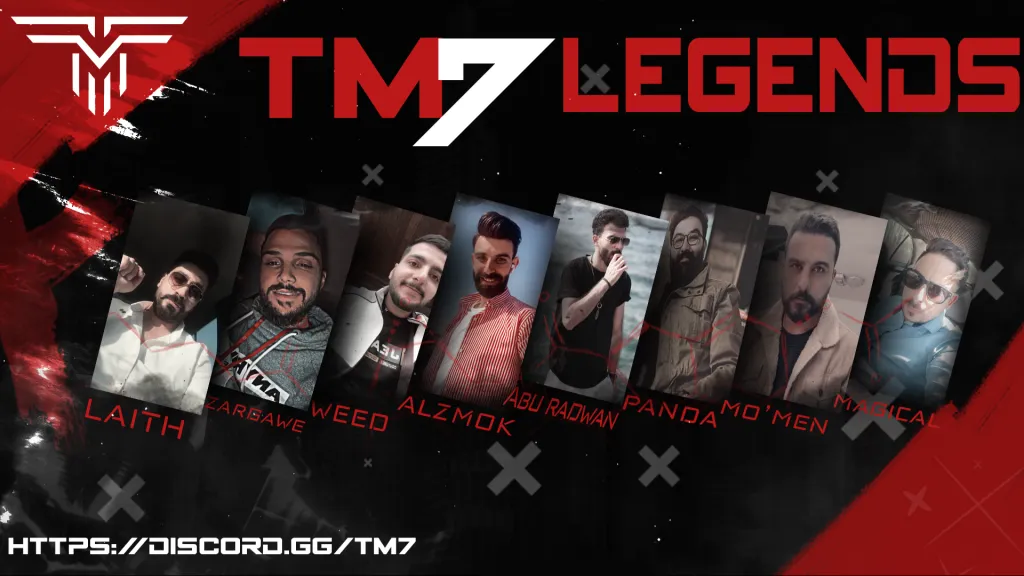 TM7 LEGENDS
LAITH
ZARGAWE
WEED
ALZMOK
ABU RADWAN
PANDA
MO'MEN
MAGICAL
HTTPS://DISCORD.GG/TM7